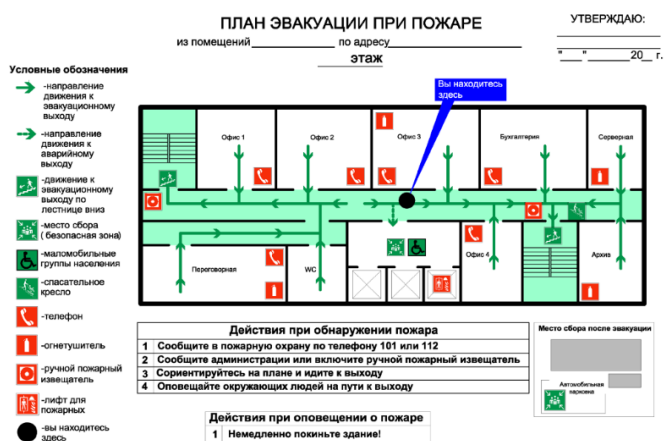 ПЛАН ЭВАКУАЦИИ ПРИ ПОЖАРЕ
УТВЕРЖДАЮ:
из помещений по адресу
этаж
" " 20 г.
Условные обозначения
-направление
движения к
эвакуационному
выходу
-направление
движения к
аварийному
выходу
-движение к
эвакуационному
выходу по
лестнице вниз
-место сбора
( безопасная зона)
-маломобильные
группы населения
-спасательное
кресло
-телефон
-огнетушитель
-ручной пожарный
извещатель
-лифт для
пожарных
-вы находитесь
здесь
Вы находитесь
здесь
Офис 1
Офис 2
Офис 3
Бухгалтерия
Серверная
Переговорная
WC
Офис 4
Архив
Действия при обнаружении пожара
1 Сообщите в пожарную охрану по телефону 101 или 112
2 Сообщите администрации или включите ручной пожарный извещатель
3 Сориентируйтесь на плане и идите к выходу
4 Оповещайте окружающих людей на пути к выходу
Место сбора после эвакуации
Автомобильная
парковка
Действия при оповещении о пожаре
1 Немедленно покиньте здание!